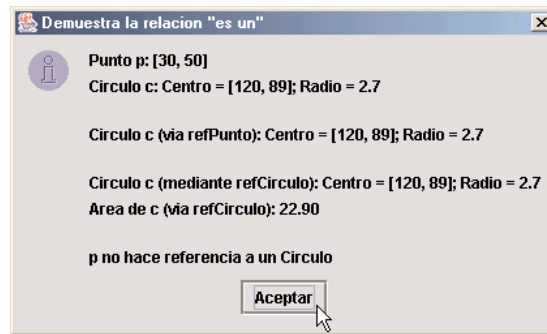 Demuestra la relacion "es un"
Punto p: [30, 50]
Circulo c: Centro = [120, 89]; Radio = 2.7
Circulo c (via refPunto): Centro = [120, 89]; Radio = 2.7
Circulo c (mediante refCirculo): Centro = [120, 89]; Radio = 2.7
Area de c (via refCirculo): 22.90
p no hace referencia a un Circulo
Aceptar